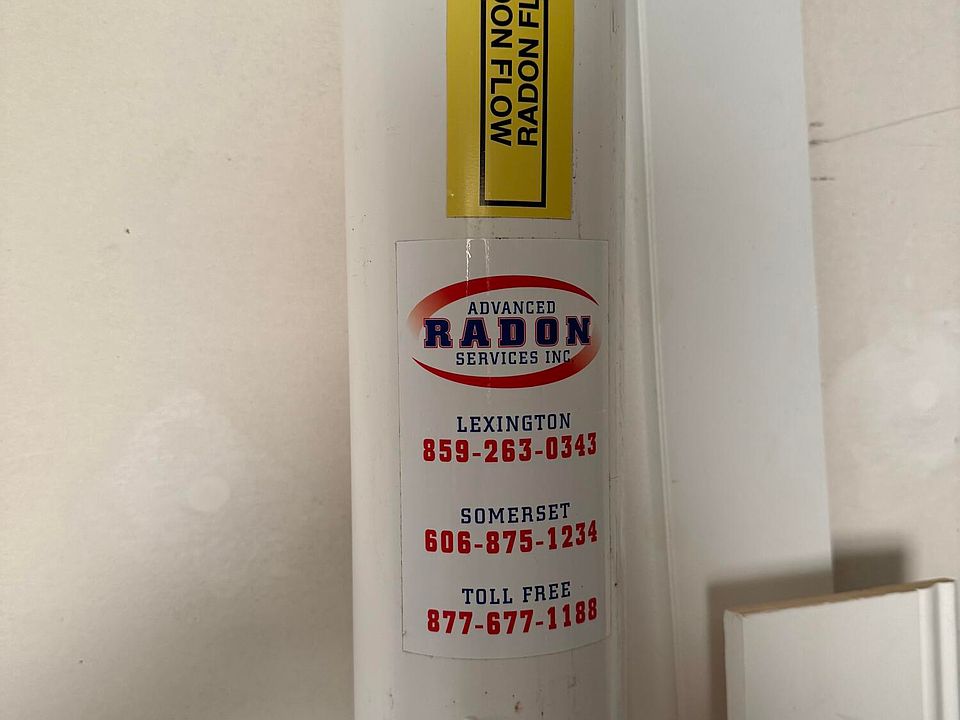 RADON FLOW
ADVANCED
RADON
SERVICES INC
LEXINGTON
859-263-0343
SOMERSET
606-875-1234
TOLL FREE
877-677-1188